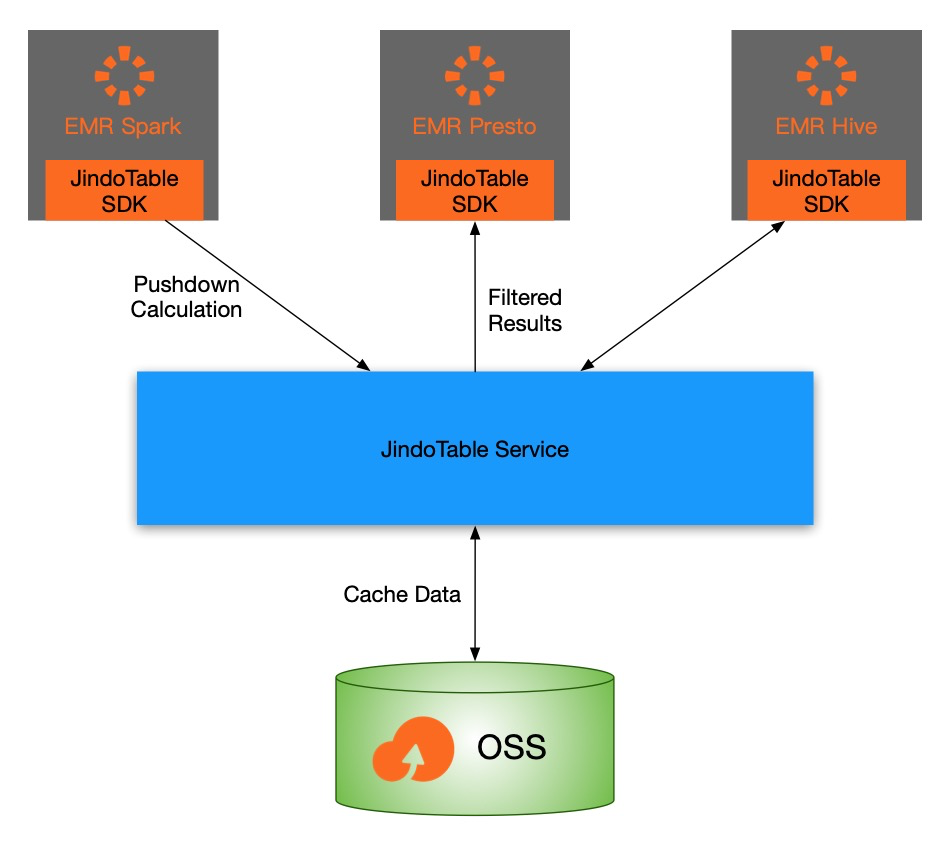 EMR Spark
EMR Presto
EMR Hive
JindoTable
SDK
JindoTable
SDK
JindoTable
SDK
Pushdown
Calculation
Filtered
Results
JindoTable Service
Cache Data
OSS